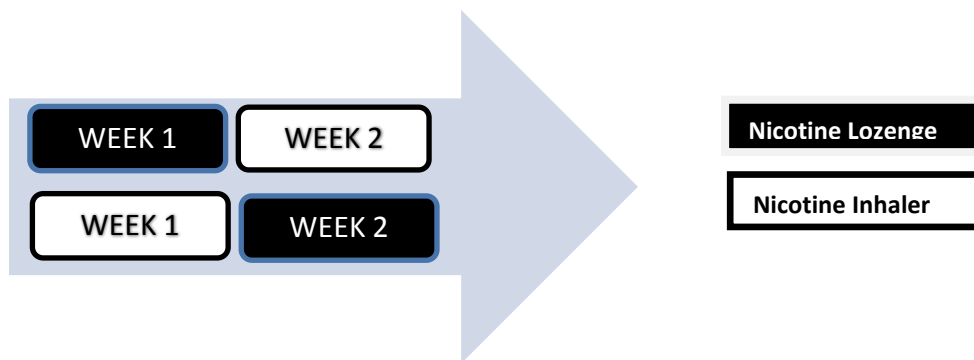 WEEK 1
WEEK 2
WEEK 1
WEEK 2
Nicotine Lozenge
Nicotine Inhaler